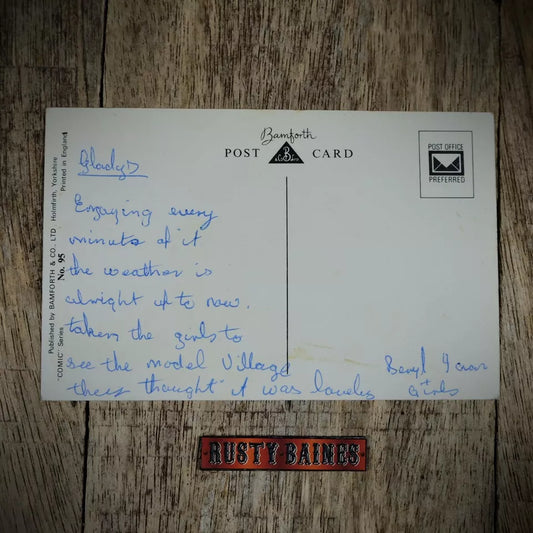 Bamforth
POST CARD
B
& Co Ltd
POST OFFICE
PREFERRED
Published by BAMFORTH & CO., LTD Holmfirth, Yorkshire
Printed in England
"COMIC" Series No. 95
Gladys
Enjoying every
minute of it
the weather is
alright up to now.
taken the girls to
see the model Village
they thought it was lovely
Beryl
+
Girls
RUSTY BAINES